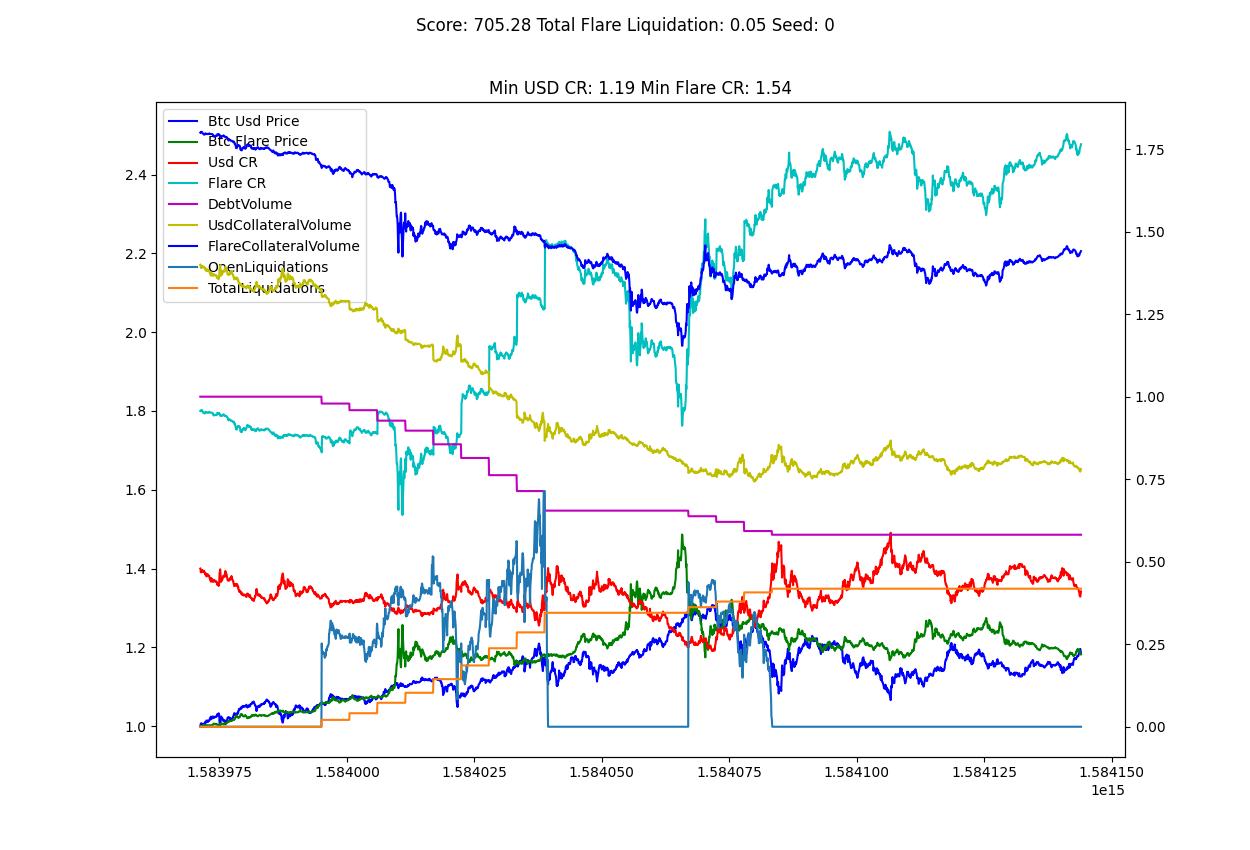 Score: 705.28 Total Flare Liquidation: 0.05 Seed: 0
Min USD CR: 1.19 Min Flare CR: 1.54
Btc Usd Price
Btc Flare Price
Usd CR
Flare CR
DebtVolume
UsdCollateralVolume
FlareCollateralVolume
OpenLiquidations
TotalLiquidations
2.4
2.2
2.0
1.8
1.6
1.4
1.2
1.0
1.75
1.50
1.25
1.00
0.75
0.50
0.25
0.00
1.583975 1.584000 1.584025 1.584050 1.584075 1.584100 1.584125 1.584150
1e15